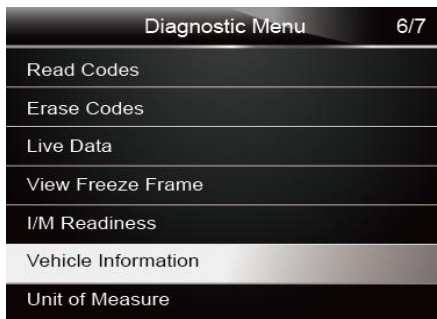 Diagnostic Menu 6/7
Read Codes
Erase Codes
Live Data
View Freeze Frame
I/M Readiness
Vehicle Information
Unit of Measure